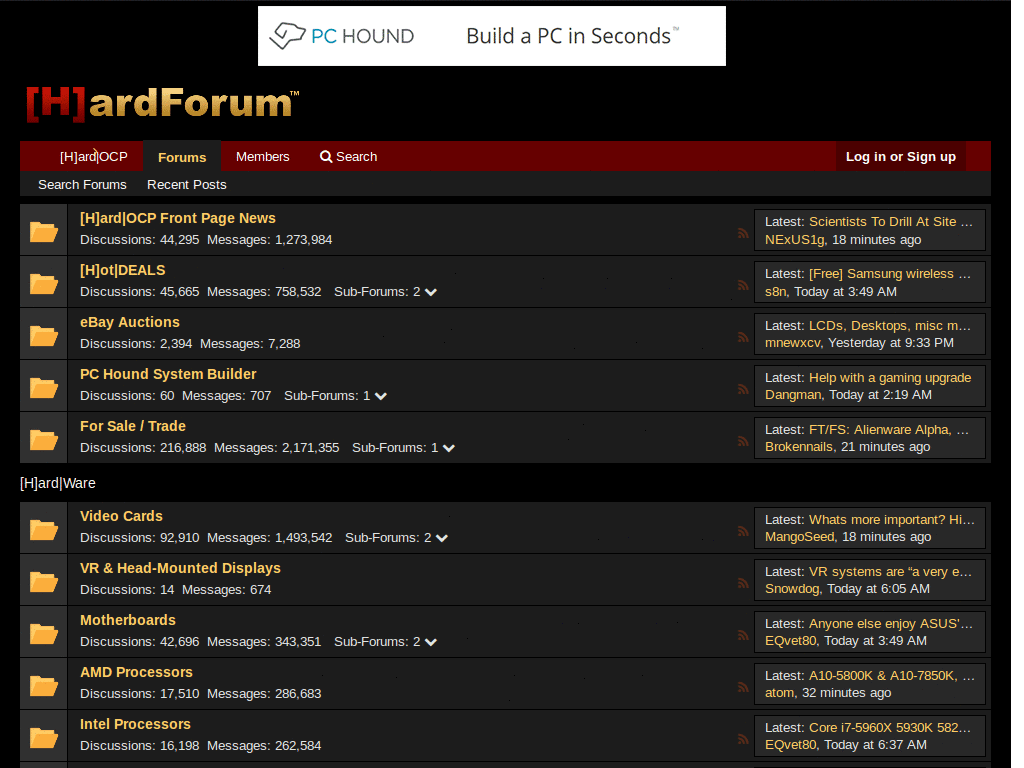 PC HOUND Build a PC in Seconds™
[H]ardForum™
[H]ard|OCP Forums Members Search Log in or Sign up
Search Forums Recent Posts
[H]ard|OCP Front Page News
Discussions: 44,295 Messages: 1,273,984
Latest: Scientists To Drill At Site ...
NExUS1g, 18 minutes ago
[H]ot|DEALS
Discussions: 45,665 Messages: 758,532 Sub-Forums: 2
Latest: [Free] Samsung wireless ...
s8n, Today at 3:49 AM
eBay Auctions
Discussions: 2,394 Messages: 7,288
Latest: LCDs, Desktops, misc m...
mnewxcv, Yesterday at 9:33 PM
PC Hound System Builder
Discussions: 60 Messages: 707 Sub-Forums: 1
Latest: Help with a gaming upgrade
Dangman, Today at 2:19 AM
For Sale / Trade
Discussions: 216,888 Messages: 2,171,355 Sub-Forums: 1
Latest: FT/FS: Alienware Alpha, ...
Brokennails, 21 minutes ago
[H]ard|Ware
Video Cards
Discussions: 92,910 Messages: 1,493,542 Sub-Forums: 2
Latest: Whats more important? Hi...
MangoSeed, 18 minutes ago
VR & Head-Mounted Displays
Discussions: 14 Messages: 674
Latest: VR systems are “a very e...
Snowdog, Today at 6:05 AM
Motherboards
Discussions: 42,696 Messages: 343,351 Sub-Forums: 2
Latest: Anyone else enjoy ASUS'...
EQvet80, Today at 3:49 AM
AMD Processors
Discussions: 17,510 Messages: 286,683
Latest: A10-5800K & A10-7850K, ...
atom, 32 minutes ago
Intel Processors
Discussions: 16,198 Messages: 262,584
Latest: Core i7-5960X 5930K 582...
EQvet80, Today at 6:37 AM